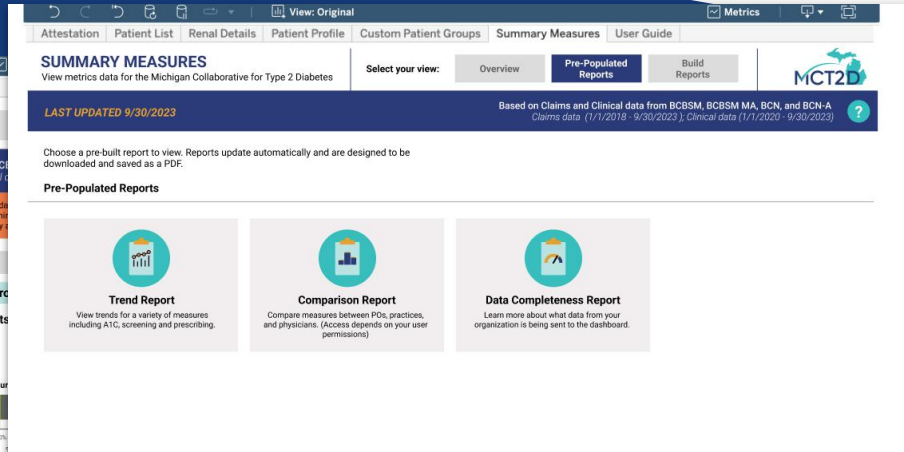 View: Original
Metrics
Attestation Patient List Renal Details Patient Profile Custom Patient Groups Summary Measures User Guide
SUMMARY MEASURES
View metrics data for the Michigan Collaborative for Type 2 Diabetes
Select your view:
Overview
Pre-Populated
Reports
Build
Reports
MCT2D
LAST UPDATED 9/30/2023
Based on Claims and Clinical data from BCBSM, BCBSM MA, BCN, and BCN-A
Claims data (1/1/2018 - 9/30/2023 ); Clinical data (1/1/2020 - 9/30/2023)
?
Choose a pre-built report to view. Reports update automatically and are designed to be
downloaded and saved as a PDF.
Pre-Populated Reports
Trend Report
View trends for a variety of measures
including A1C, screening and prescribing.
Comparison Report
Compare measures between POs, practices,
and physicians. (Access depends on your user
permissions)
Data Completeness Report
Learn more about what data from your
organization is being sent to the dashboard.